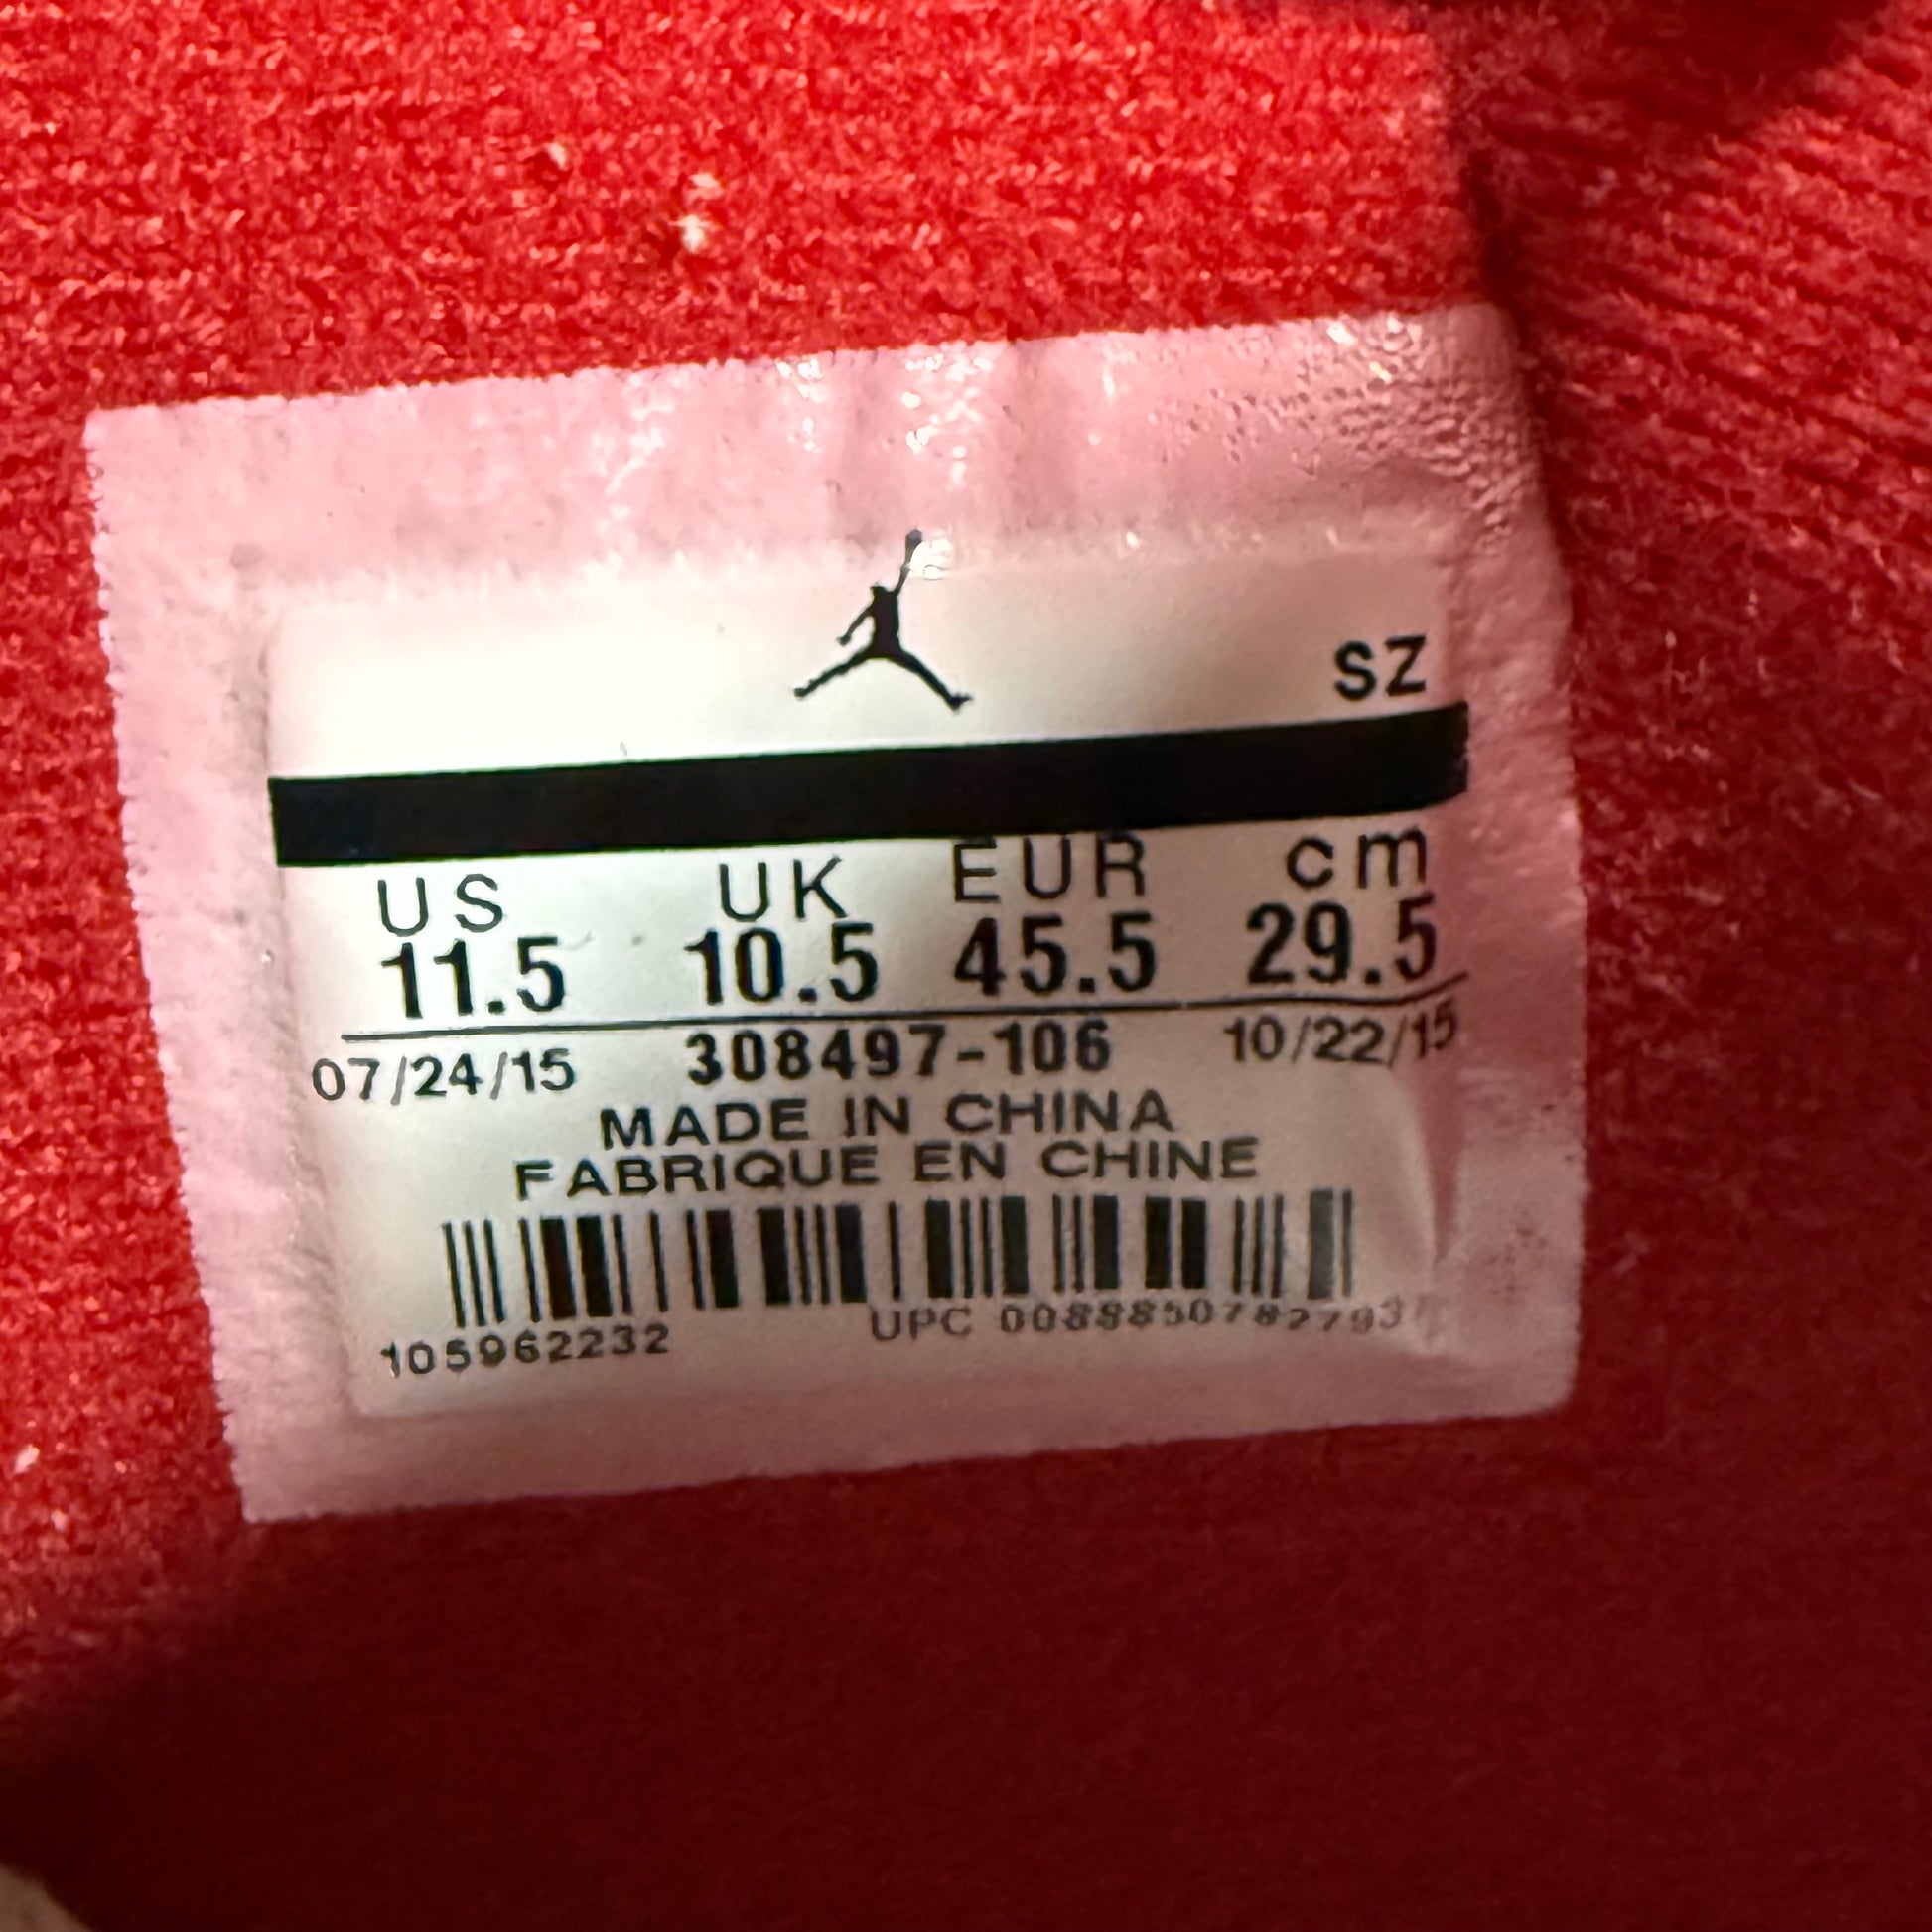 SZ
US UK EUR cm
11.5 10.5 45.5 29.5
07/24/15 308497-106 10/22/15
MADE IN CHINA
FABRIQUE EN CHINE
105962232 UPC